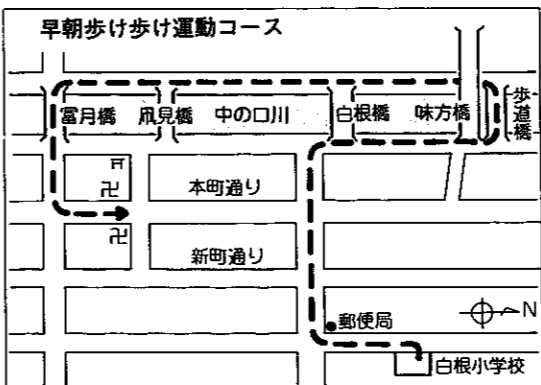 早朝歩け歩け運動コース
富月橋
凧見橋
中の口川
白根橋
味方橋
歩道橋
本町通り
新町通り
郵便局
N
白根小学校